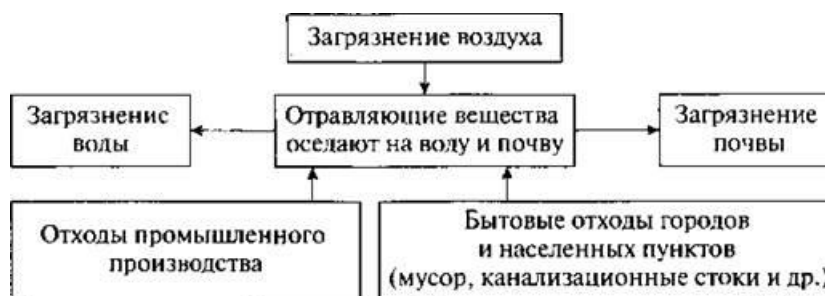 Загрязнение воздуха
Загрязнение
воды
Отравляющие вещества
оседают на воду и почву
Загрязнение
почвы
Отходы промышленного
производства
Бытовые отходы городов
и населенных пунктов
(мусор, канализационные стоки и др.)